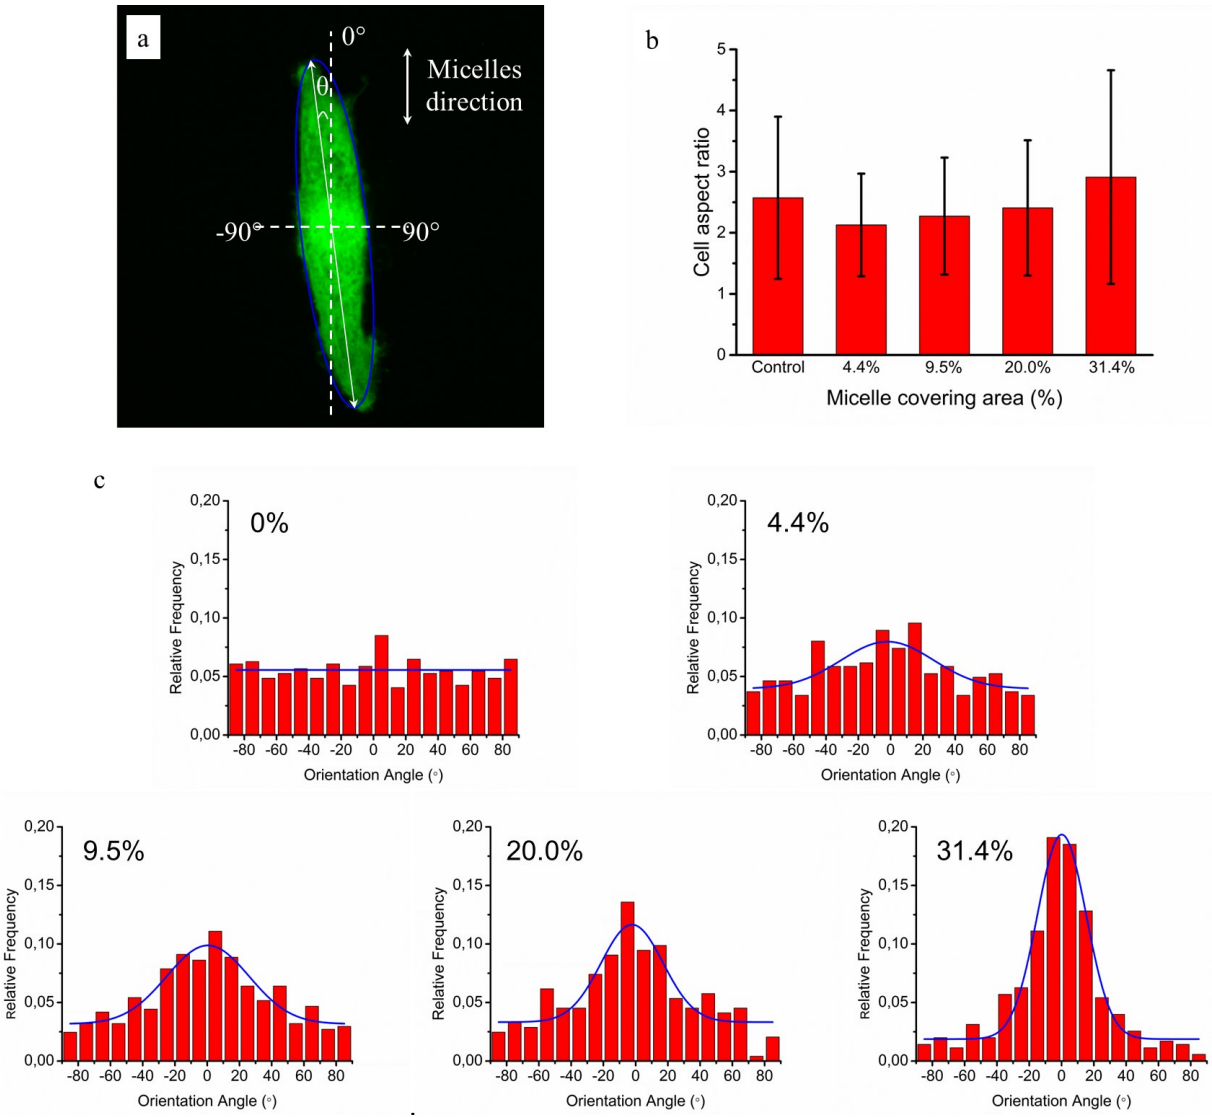 a
0°
θ
Micelles
direction
-90°
90°
b
5
4
3
2
1
0
Cell aspect ratio
Control 4.4% 9.5% 20.0% 31.4%
Micelle covering area (%)
c
0%
0,20
0,15
0,10
0,05
0,00
Relative Frequency
-80 -60 -40 -20 0 20 40 60 80
Orientation Angle (°)
4.4%
0,20
0,15
0,10
0,05
0,00
Relative Frequency
-80 -60 -40 -20 0 20 40 60 80
Orientation Angle (°)
9.5%
0,20
0,15
0,10
0,05
0,00
Relative Frequency
-80 -60 -40 -20 0 20 40 60 80
Orientation Angle (°)
20.0%
0,20
0,15
0,10
0,05
0,00
Relative Frequency
-80 -60 -40 -20 0 20 40 60 80
Orientation Angle (°)
31.4%
0,20
0,15
0,10
0,05
0,00
Relative Frequency
-80 -60 -40 -20 0 20 40 60 80
Orientation Angle (°)